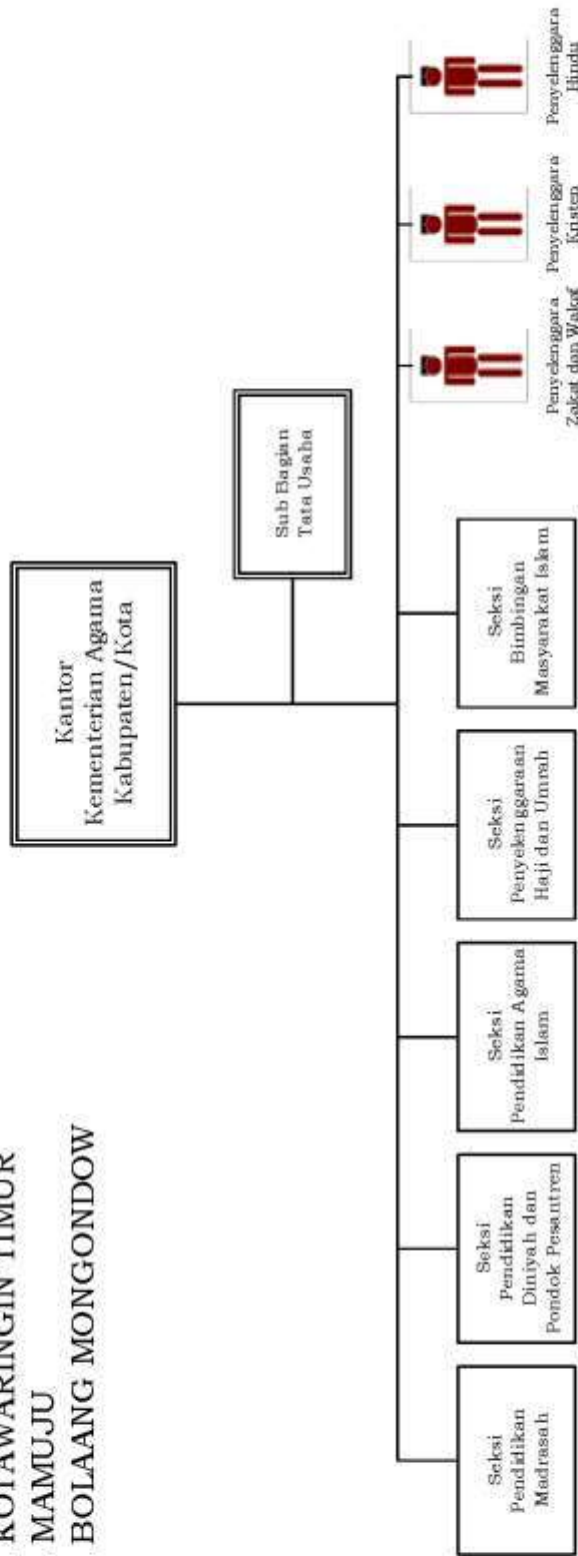 KOTAWARINGIN TIMUR
MAMUJU
BOLAANG MONGONDOW
Kantor
Kementerian Agama
Kabupaten/Kota
Sub Bagian
Tata Usaha
Seksi
Pendidikan
Madrasah
Seksi
Pendidikan
Diniyah dan
Pondok Pesantren
Seksi
Pendidikan Agama
Islam
Seksi
Penyelenggaraan
Haji dan Umrah
Seksi
Bimbingan
Masyarakat Islam
Penyelenggara
Zakat dan Wakaf
Penyelenggara
Kristen
Penyelenggara
Hindu